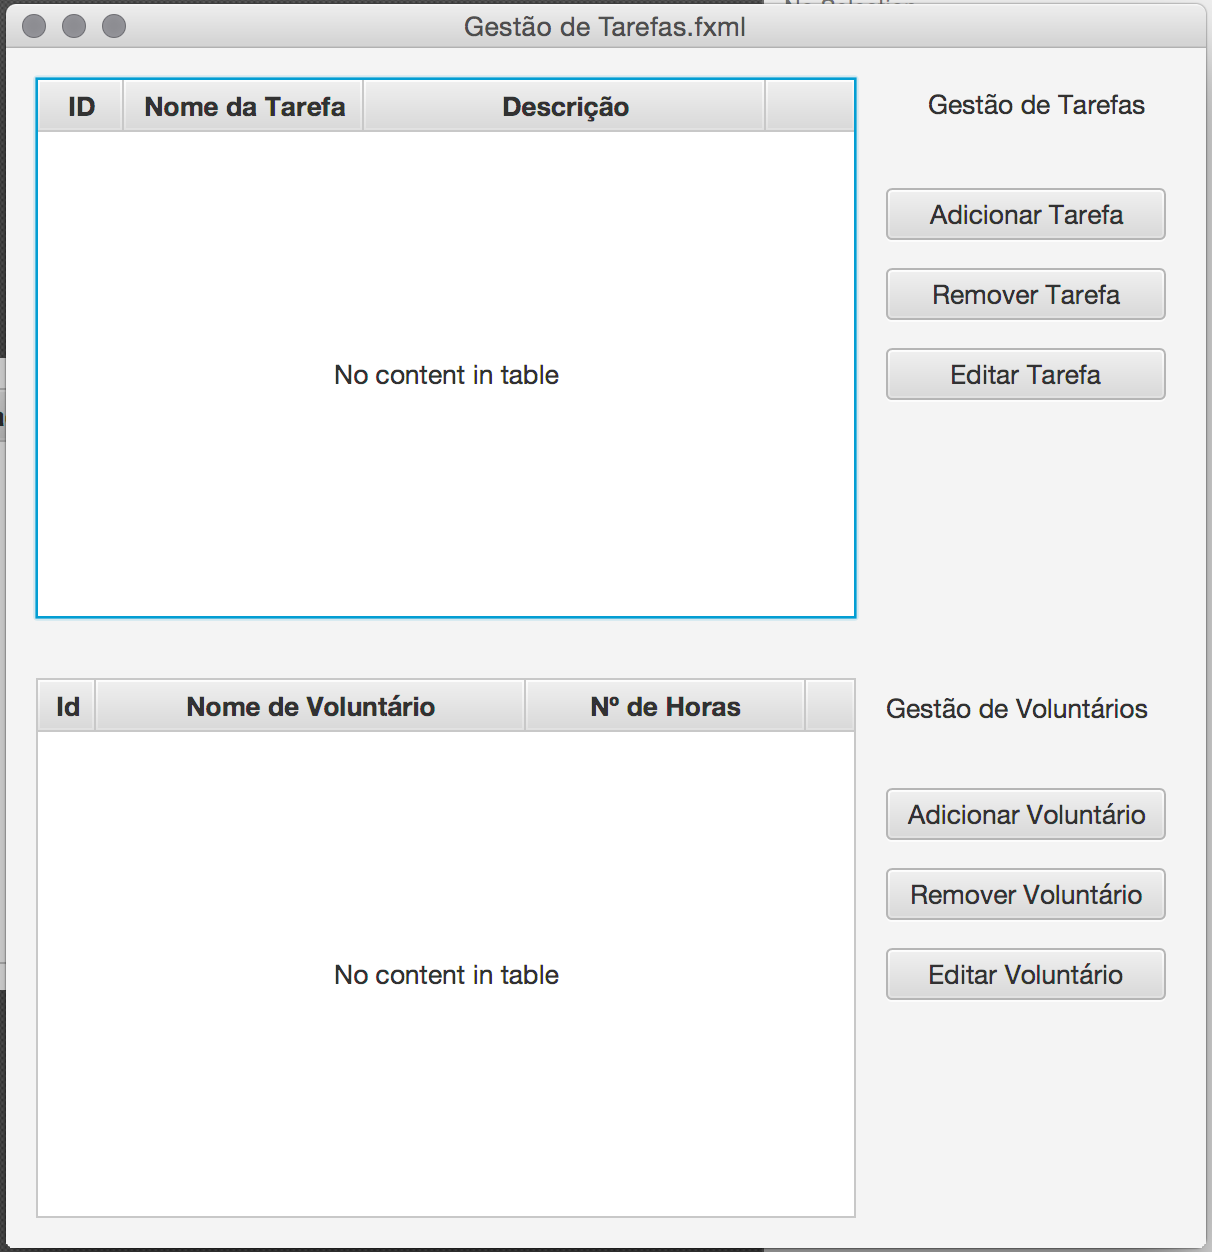 Gestão de Tarefas.fxml
ID Nome da Tarefa Descrição
Gestão de Tarefas
Adicionar Tarefa
Remover Tarefa
Editar Tarefa
No content in table
Id Nome de Voluntário Nº de Horas
Gestão de Voluntários
Adicionar Voluntário
Remover Voluntário
Editar Voluntário
No content in table